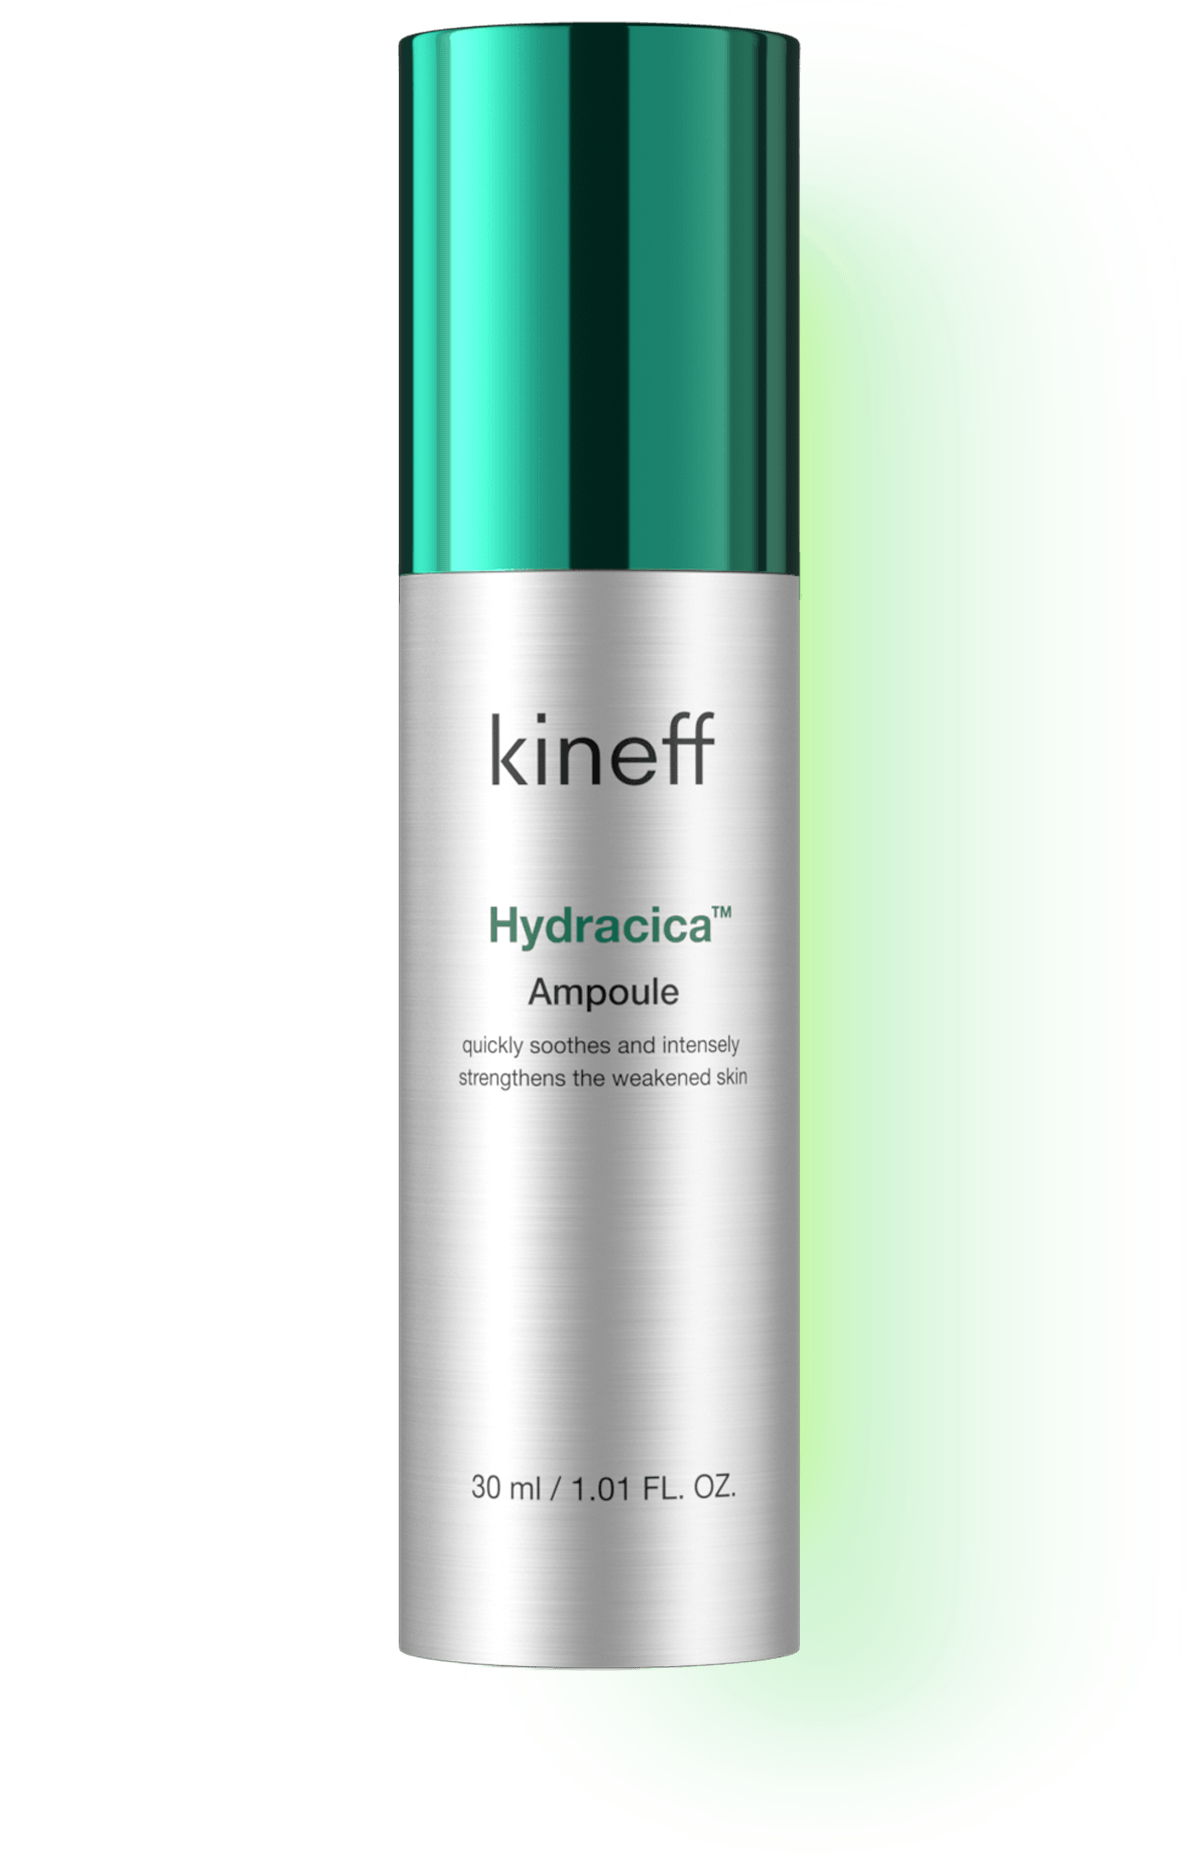 kineff
Hydracica™
Ampoule
quickly soothes and intensely
strengthens the weakened skin
30 ml / 1.01 FL. OZ.